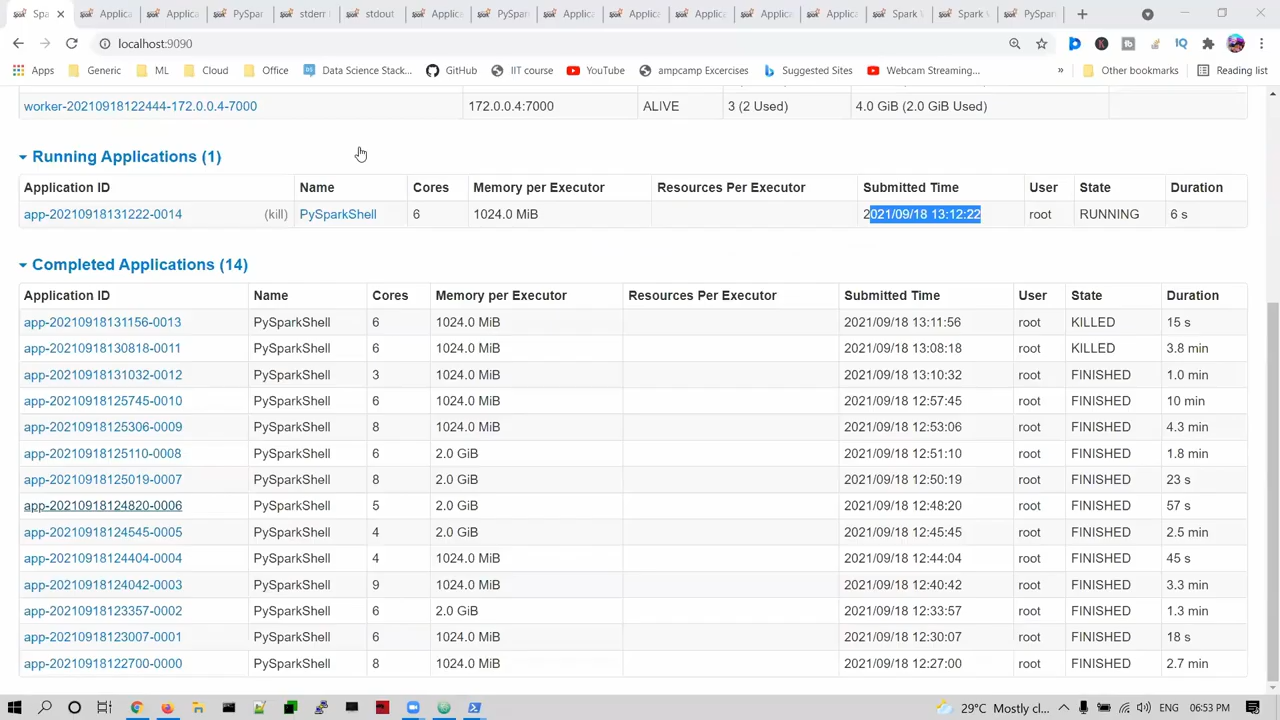 Spa
Applica
Applica
PySpar
stderr
stdout
Applica
PySpar
Applica
Applica
Applica
Applica
Applica
Spark
Spark
PySpar
localhost:9090
Apps Generic ML Cloud Office Data Science Stack... GitHub IIT course YouTube ampcamp Excercises Suggested Sites Webcam Streaming... » Other bookmarks Reading list
worker-20210918122444-172.0.0.4-7000 172.0.0.4:7000 ALIVE 3 (2 Used) 4.0 GiB (2.0 GiB Used)
Running Applications (1)
Application ID Name Cores Memory per Executor Resources Per Executor Submitted Time User State Duration
app-20210918131222-0014 (kill) PySparkShell 6 1024.0 MiB 2021/09/18 13:12:22 root RUNNING 6 s
Completed Applications (14)
Application ID Name Cores Memory per Executor Resources Per Executor Submitted Time User State Duration
app-20210918131156-0013 PySparkShell 6 1024.0 MiB 2021/09/18 13:11:56 root KILLED 15 s
app-20210918130818-0011 PySparkShell 6 1024.0 MiB 2021/09/18 13:08:18 root KILLED 3.8 min
app-20210918131032-0012 PySparkShell 3 1024.0 MiB 2021/09/18 13:10:32 root FINISHED 1.0 min
app-20210918125745-0010 PySparkShell 6 1024.0 MiB 2021/09/18 12:57:45 root FINISHED 10 min
app-20210918125306-0009 PySparkShell 8 1024.0 MiB 2021/09/18 12:53:06 root FINISHED 4.3 min
app-20210918125110-0008 PySparkShell 6 2.0 GiB 2021/09/18 12:51:10 root FINISHED 1.8 min
app-20210918125019-0007 PySparkShell 8 2.0 GiB 2021/09/18 12:50:19 root FINISHED 23 s
app-20210918124820-0006 PySparkShell 5 2.0 GiB 2021/09/18 12:48:20 root FINISHED 57 s
app-20210918124545-0005 PySparkShell 4 2.0 GiB 2021/09/18 12:45:45 root FINISHED 2.5 min
app-20210918124404-0004 PySparkShell 4 1024.0 MiB 2021/09/18 12:44:04 root FINISHED 45 s
app-20210918124042-0003 PySparkShell 9 1024.0 MiB 2021/09/18 12:40:42 root FINISHED 3.3 min
app-20210918123357-0002 PySparkShell 6 2.0 GiB 2021/09/18 12:33:57 root FINISHED 1.3 min
app-20210918123007-0001 PySparkShell 6 1024.0 MiB 2021/09/18 12:30:07 root FINISHED 18 s
app-20210918122700-0000 PySparkShell 8 1024.0 MiB 2021/09/18 12:27:00 root FINISHED 2.7 min
29°C Mostly cl... ENG 06:53 PM